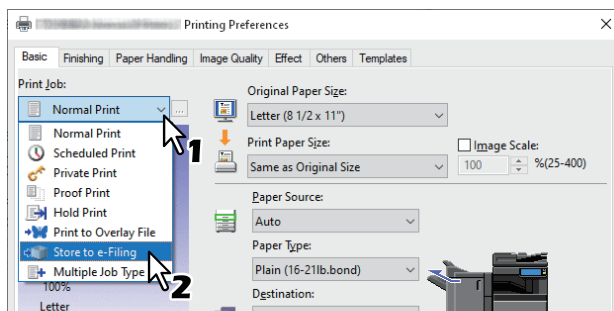 Printing Preferences
Basic Finishing Paper Handling Image Quality Effect Others Templates
Print Job:
Normal Print
1
Normal Print
Scheduled Print
Private Print
Proof Print
Hold Print
Print to Overlay File
Store to e-Filing
Multiple Job Type
2
100%
Letter
Original Paper Size:
Letter (8 1/2 x 11")
Print Paper Size:
Same as Original Size
Image Scale:
100 %(25-400)
Paper Source:
Auto
Paper Type:
Plain (16-21lb.bond)
Destination: